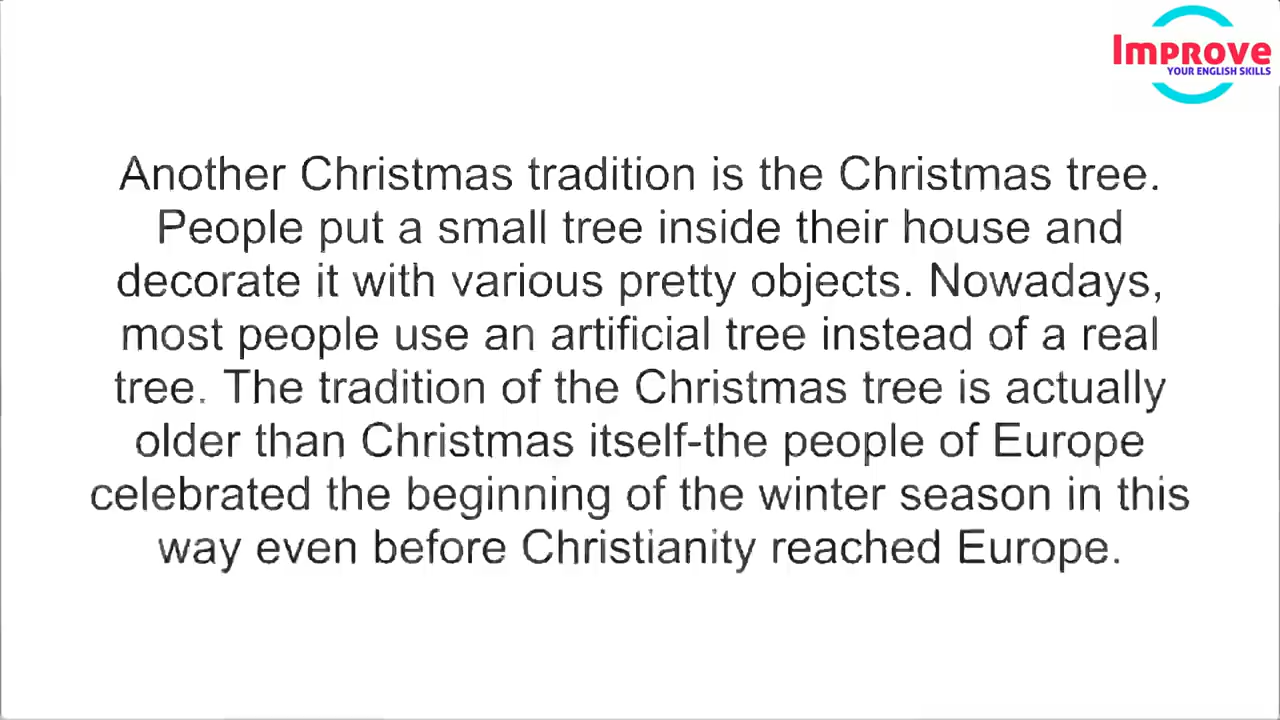 Improve
YOUR ENGLISH SKILLS
Another Christmas tradition is the Christmas tree.
People put a small tree inside their house and
decorate it with various pretty objects. Nowadays,
most people use an artificial tree instead of a real
tree. The tradition of the Christmas tree is actually
older than Christmas itself-the people of Europe
celebrated the beginning of the winter season in this
way even before Christianity reached Europe.